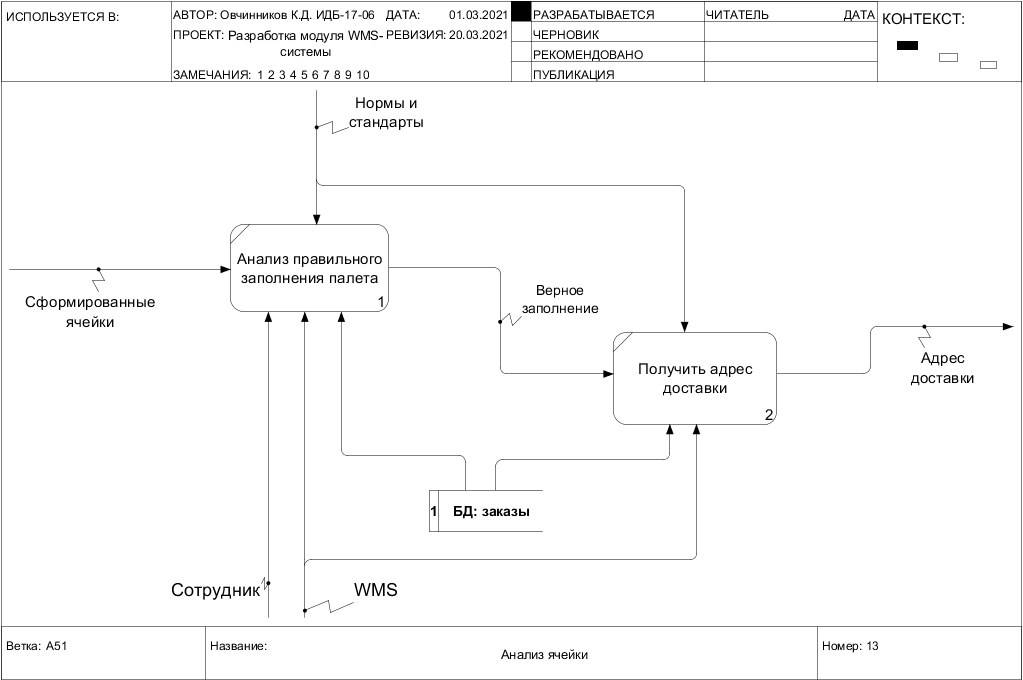 ИСПОЛЬЗУЕТСЯ В:
АВТОР: Овчинников К.Д. ИДБ-17-06 ДАТА: 01.03.2021
ПРОЕКТ: Разработка модуля WMS-системы РЕВИЗИЯ: 20.03.2021
ЗАМЕЧАНИЯ: 1 2 3 4 5 6 7 8 9 10
РАЗРАБАТЫВАЕТСЯ
ЧЕРНОВИК
РЕКОМЕНДОВАНО
ПУБЛИКАЦИЯ
ЧИТАТЕЛЬ ДАТА
КОНТЕКСТ:
Нормы и
стандарты
Анализ правильного
заполнения палета
1
Сформированные
ячейки
Верное
заполнение
Получить адрес
доставки
2
Адрес
доставки
1 БД: заказы
Сотрудник
WMS
Ветка: A51
Название:
Анализ ячейки
Номер: 13